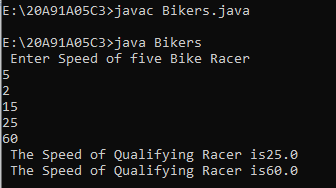 E:\20A91A05C3>javac Bikers.java
E:\20A91A05C3>java Bikers
Enter Speed of five Bike Racer
5
2
15
25
60
The Speed of Qualifying Racer is25.0
The Speed of Qualifying Racer is60.0